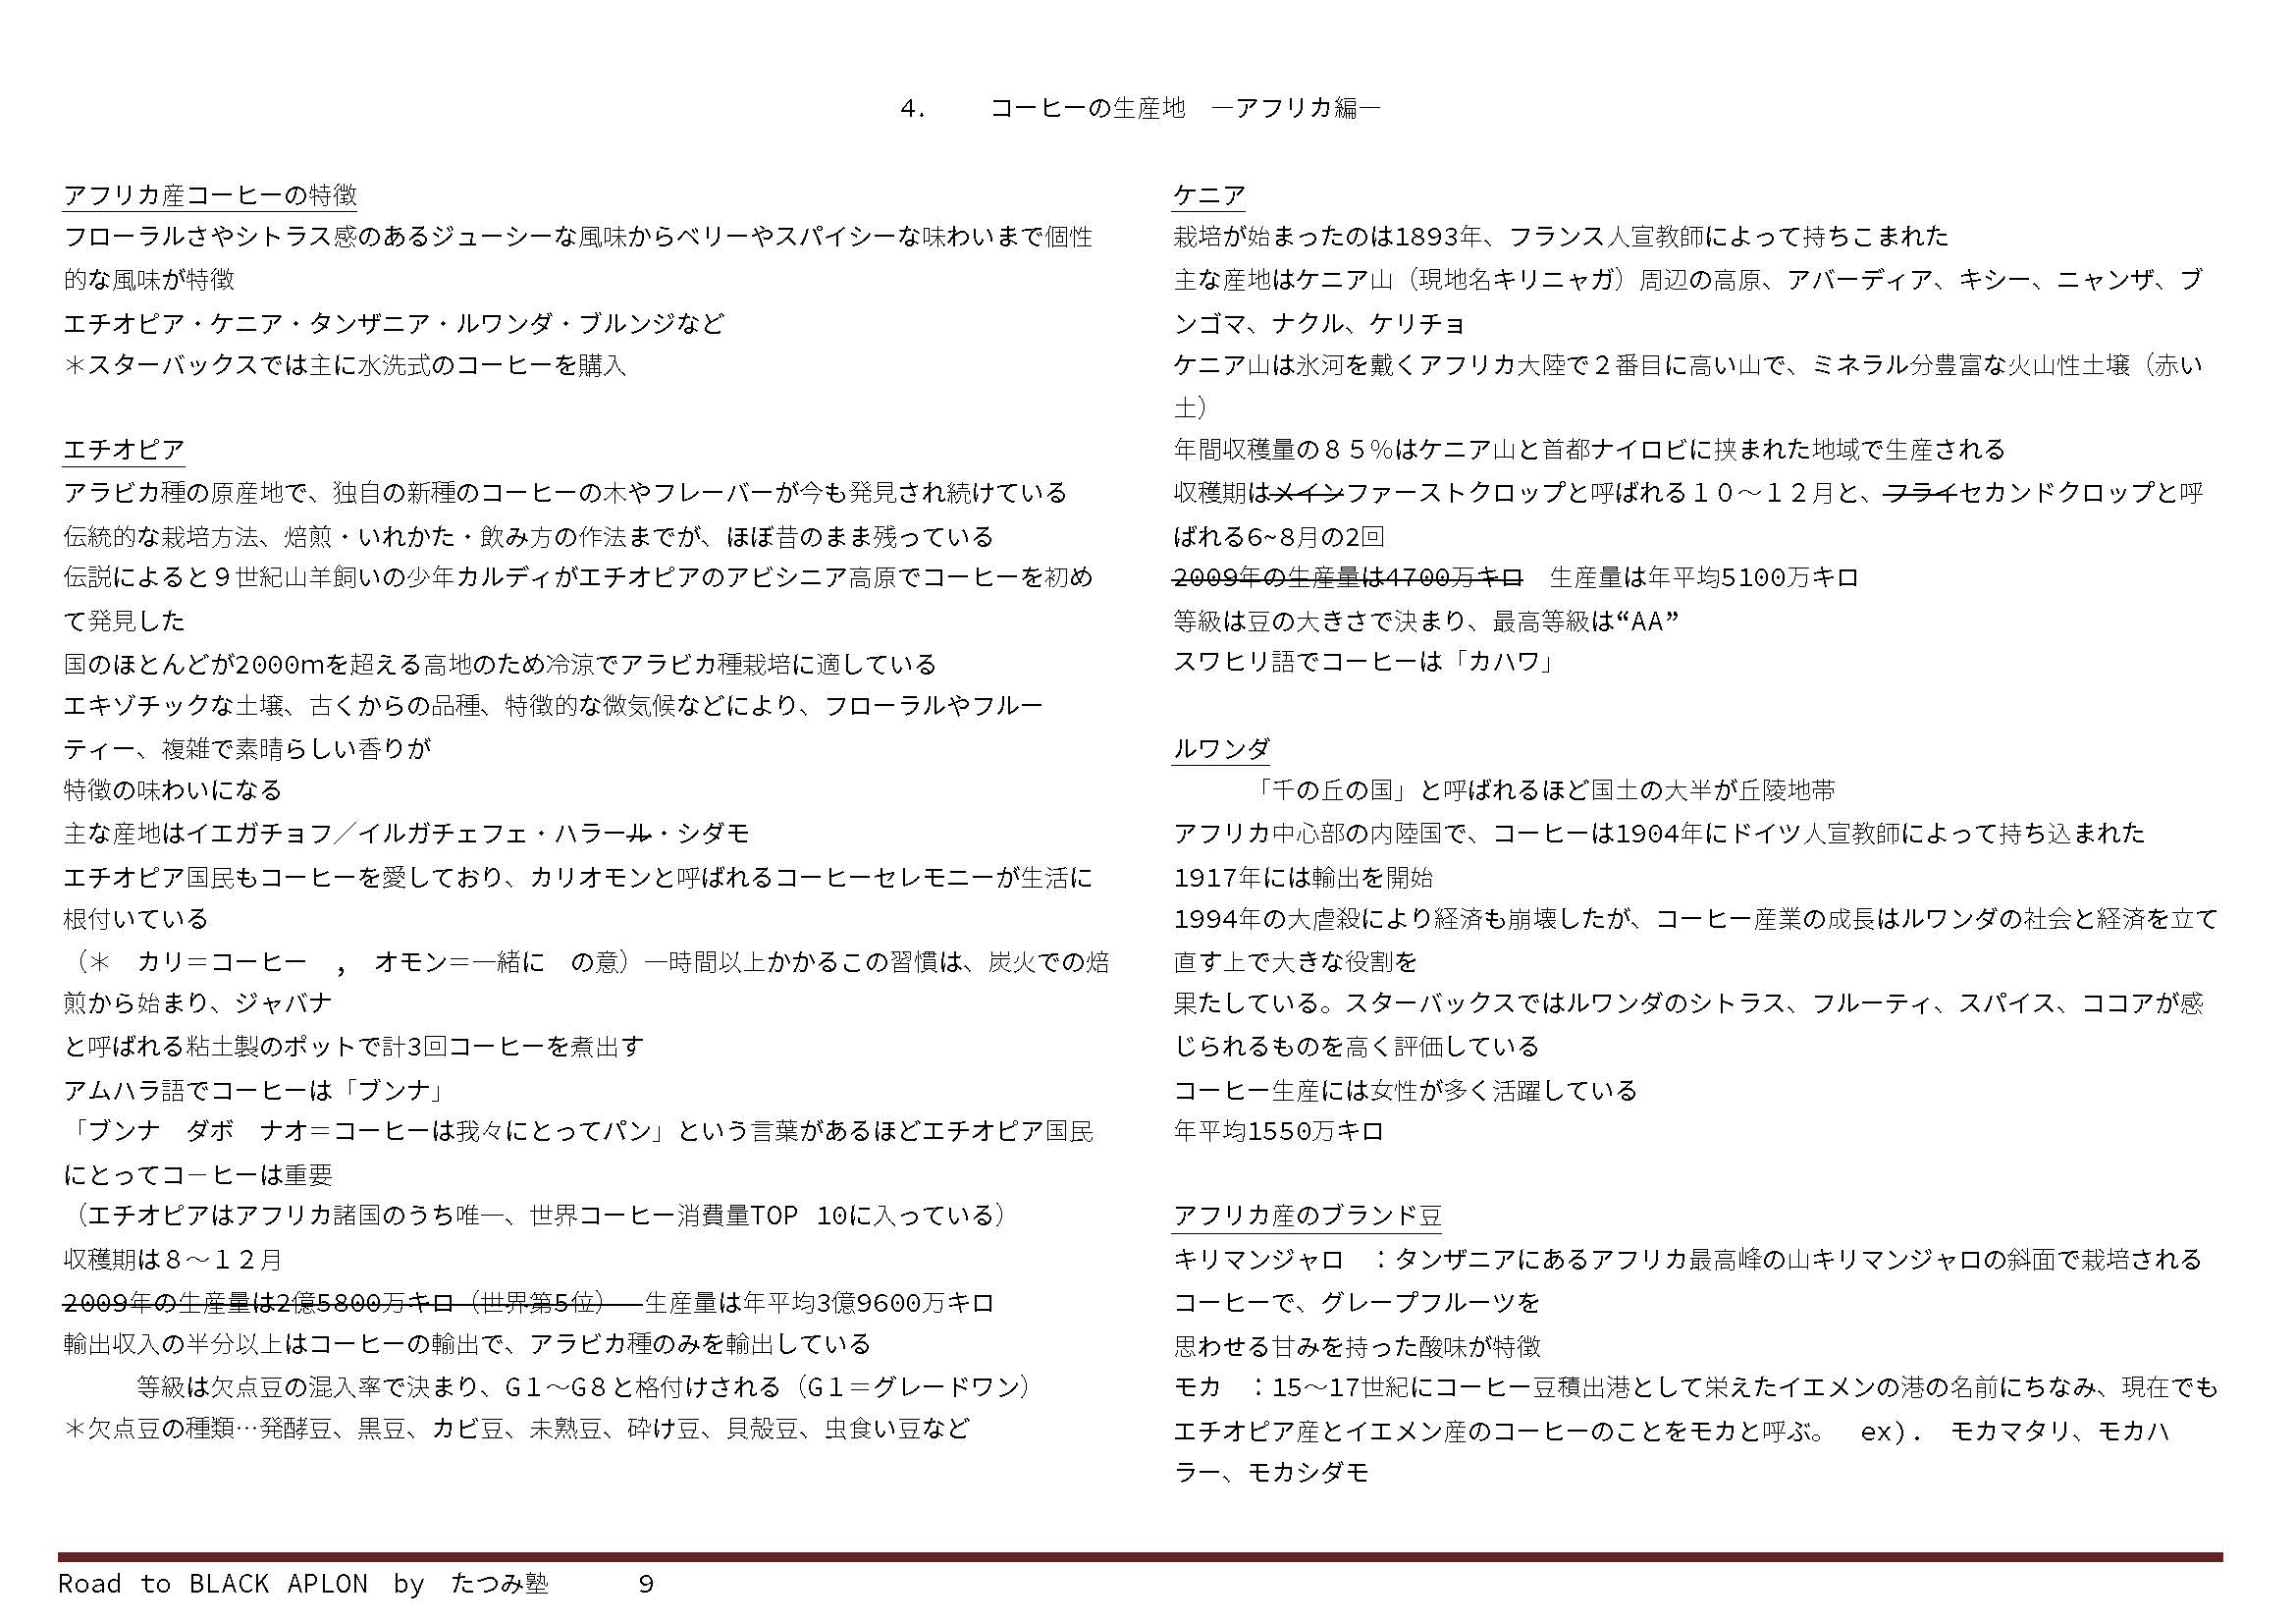 4.　　コーヒーの生産地　―アフリカ編―
アフリカ産コーヒーの特徴
フローラルさやシトラス感のあるジューシーな風味からベリーやスパイシーな味わいまで個性
的な風味が特徴
エチオピア・ケニア・タンザニア・ルワンダ・ブルンジなど
＊スターバックスでは主に水洗式のコーヒーを購入
エチオピア
アラビカ種の原産地で、独自の新種のコーヒーの木やフレーバーが今も発見され続けている
伝統的な栽培方法、焙煎・いれかた・飲み方の作法までが、ほぼ昔のまま残っている
伝説によると９世紀山羊飼いの少年カルディがエチオピアのアビシニア高原でコーヒーを初め
て発見した
国のほとんどが2000mを超える高地のため冷涼でアラビカ種栽培に適している
エキゾチックな土壌、古くからの品種、特徴的な微気候などにより、フローラルやフルー
ティー、複雑で素晴らしい香りが
特徴の味わいになる
主な産地はイエガチョフ／イルガチェフェ・ハラール・シダモ
エチオピア国民もコーヒーを愛しており、カリオモンと呼ばれるコーヒーセレモニーが生活に
根付いている
（＊　カリ＝コーヒー　,　オモン＝一緒に　の意）一時間以上かかるこの習慣は、炭火での焙
煎から始まり、ジャバナ
と呼ばれる粘土製のポットで計3回コーヒーを煮出す
アムハラ語でコーヒーは「ブンナ」
「ブンナ　ダボ　ナオ＝コーヒーは我々にとってパン」という言葉があるほどエチオピア国民
にとってコーヒーは重要
（エチオピアはアフリカ諸国のうち唯一、世界コーヒー消費量TOP 10に入っている）
収穫期は８～１２月
2009年の生産量は2億5800万キロ（世界第5位）　生産量は年平均3億9600万キロ
輸出収入の半分以上はコーヒーの輸出で、アラビカ種のみを輸出している
等級は欠点豆の混入率で決まり、G１～G８と格付けされる（G１＝グレードワン）
＊欠点豆の種類…発酵豆、黒豆、カビ豆、未熟豆、砕け豆、貝殻豆、虫食い豆など
ケニア
栽培が始まったのは1893年、フランス人宣教師によって持ちこまれた
主な産地はケニア山（現地名キリニャガ）周辺の高原、アバーディア、キシー、ニャンザ、ブ
ンゴマ、ナクル、ケリチョ
ケニア山は氷河を戴くアフリカ大陸で２番目に高い山で、ミネラル分豊富な火山性土壌（赤い
土）
年間収穫量の８５％はケニア山と首都ナイロビに挟まれた地域で生産される
収穫期はメインファーストクロップと呼ばれる１０～１２月と、フライセカンドクロップと呼
ばれる6~8月の2回
2009年の生産量は4700万キロ　生産量は年平均5100万キロ
等級は豆の大きさで決まり、最高等級は“AA”
スワヒリ語でコーヒーは「カハワ」
ルワンダ
「千の丘の国」と呼ばれるほど国土の大半が丘陵地帯
アフリカ中心部の内陸国で、コーヒーは1904年にドイツ人宣教師によって持ち込まれた
1917年には輸出を開始
1994年の大虐殺により経済も崩壊したが、コーヒー産業の成長はルワンダの社会と経済を立て
直す上で大きな役割を
果たしている。スターバックスではルワンダのシトラス、フルーティ、スパイス、ココアが感
じられるものを高く評価している
コーヒー生産には女性が多く活躍している
年平均1550万キロ
アフリカ産のブランド豆
キリマンジャロ　：タンザニアにあるアフリカ最高峰の山キリマンジャロの斜面で栽培される
コーヒーで、グレープフルーツを
思わせる甘みを持った酸味が特徴
モカ　：15～17世紀にコーヒー豆積出港として栄えたイエメンの港の名前にちなみ、現在でも
エチオピア産とイエメン産のコーヒーのことをモカと呼ぶ。　ex).　モカマタリ、モカハ
ラー、モカシダモ
Road to BLACK APLON by たつみ塾　　9